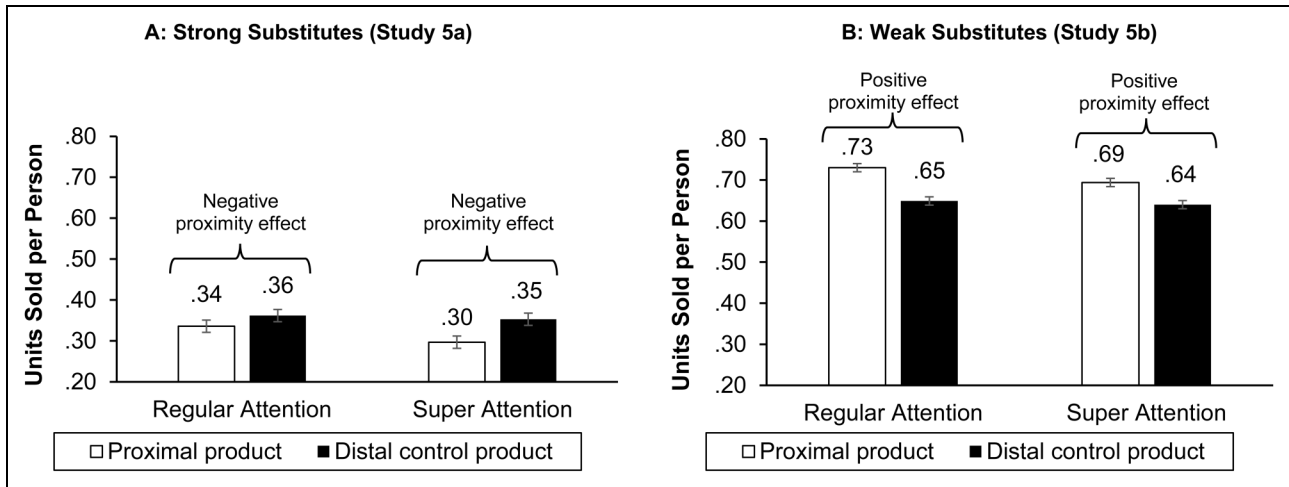 A: Strong Substitutes (Study 5a)
Units Sold per Person
.80
.70
.60
.50
.40
.30
.20
Negative
proximity effect
.34
.36
Negative
proximity effect
.30
.35
Regular Attention
Super Attention
Proximal product
Distal control product
B: Weak Substitutes (Study 5b)
Units Sold per Person
.80
.70
.60
.50
.40
.30
.20
Positive
proximity effect
.73
.65
Positive
proximity effect
.69
.64
Regular Attention
Super Attention
Proximal product
Distal control product